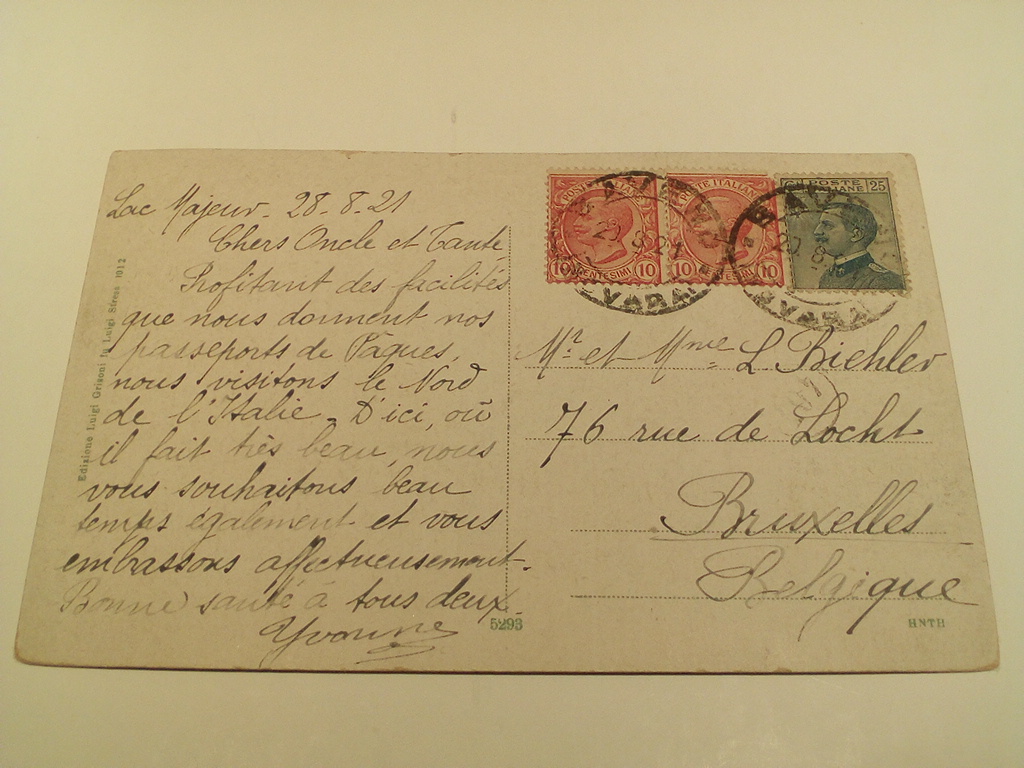 Lac Majeur - 28-8-21
Chers Oncle et Tante
Profitant des facilités
que nous donnent nos
passeports de Pâques,
nous visitons le Nord
de l'Italie. D'ici, où
il fait très beau, nous
vous souhaitons beau
temps également et vous
embrassons affectueusement.
Bonne santé à tous deux.
Yvonne
Edizione Luigi Grisoni Luigi Stresa 1912
5293
POSTE ITALIANE
10 CENTESIMI 10
POSTE ITALIANE
10 10
POSTE
25
Mr et Mme L Biehler
76 rue de Locht
Bruxelles
Belgique